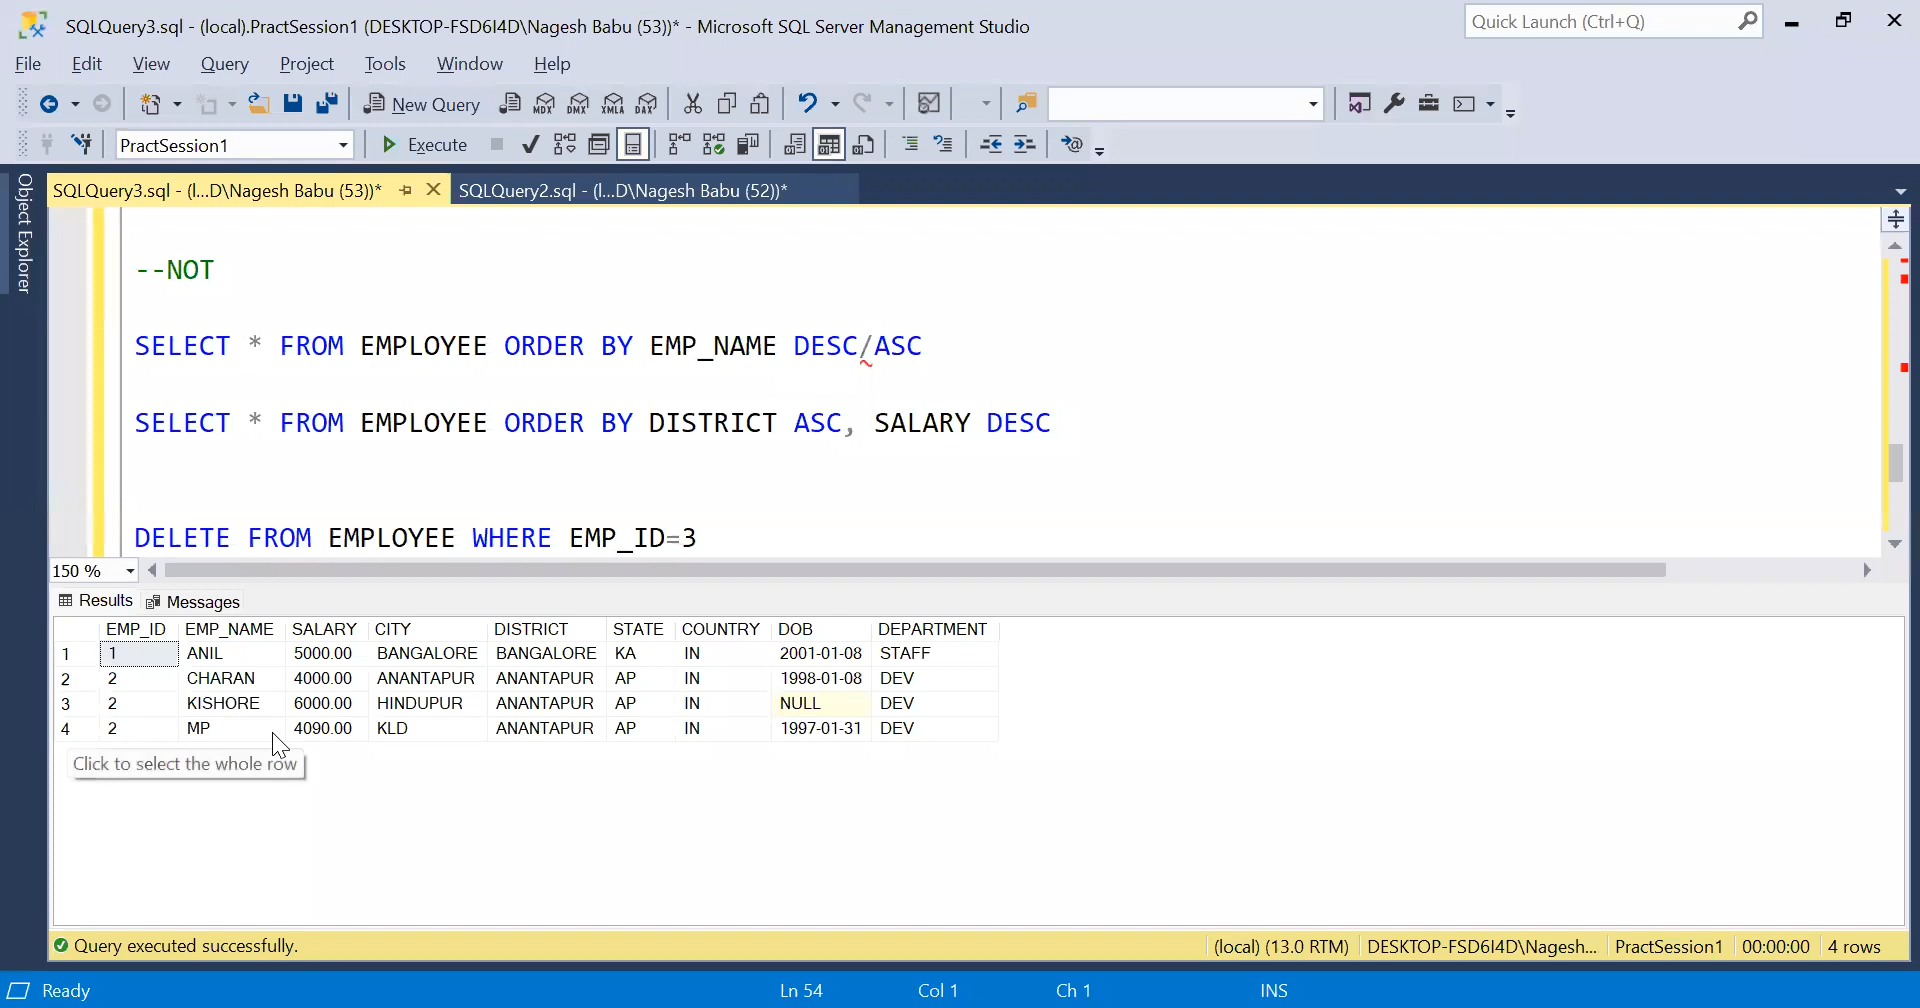 SQLQuery3.sql - (local).PractSession1 (DESKTOP-FSD6I4D\Nagesh Babu (53))* - Microsoft SQL Server Management Studio
Quick Launch (Ctrl+Q)
File Edit View Query Project Tools Window Help
New Query MDX DMX XMLA DAX
PractSession1 Execute
Object Explorer
SQLQuery3.sql - (l...D\Nagesh Babu (53))* SQLQuery2.sql - (l...D\Nagesh Babu (52))*
--NOT
SELECT * FROM EMPLOYEE ORDER BY EMP_NAME DESC/ASC
SELECT * FROM EMPLOYEE ORDER BY DISTRICT ASC, SALARY DESC
DELETE FROM EMPLOYEE WHERE EMP_ID=3
150 %
Results Messages
EMP_ID EMP_NAME SALARY CITY DISTRICT STATE COUNTRY DOB DEPARTMENT
1 1 ANIL 5000.00 BANGALORE BANGALORE KA IN 2001-01-08 STAFF
2 2 CHARAN 4000.00 ANANTAPUR ANANTAPUR AP IN 1998-01-08 DEV
3 2 KISHORE 6000.00 HINDUPUR ANANTAPUR AP IN NULL DEV
4 2 MP 4090.00 KLD ANANTAPUR AP IN 1997-01-31 DEV
Click to select the whole row
Query executed successfully. (local) (13.0 RTM) DESKTOP-FSD6I4D\Nagesh... PractSession1 00:00:00 4 rows
Ready Ln 54 Col 1 Ch 1 INS